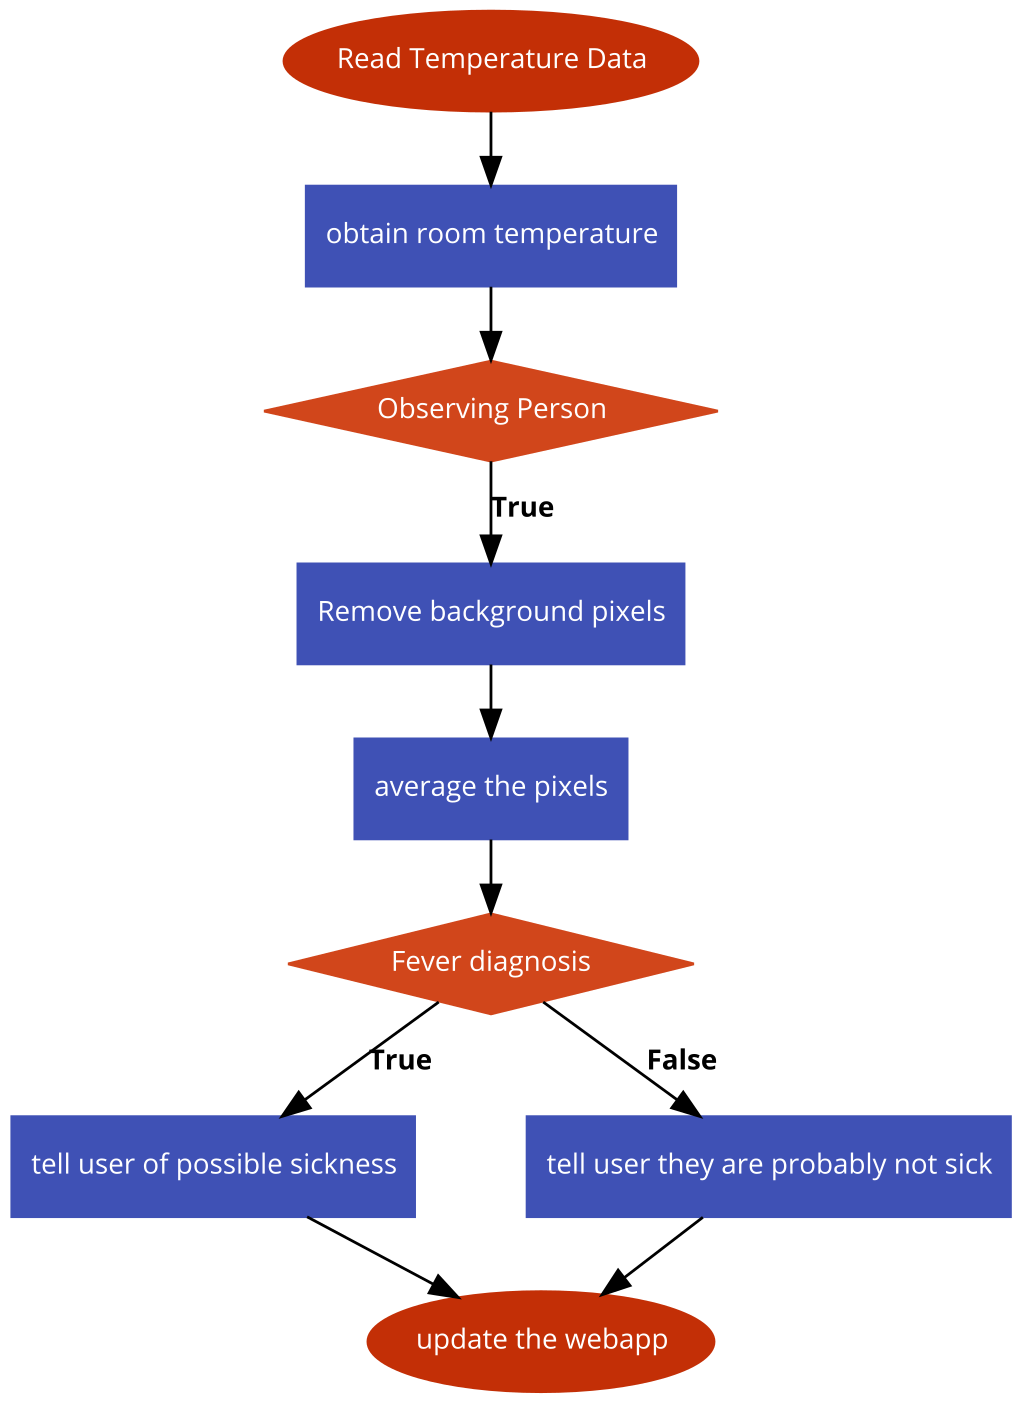 Read Temperature Data
obtain room temperature
Observing Person
True
Remove background pixels
average the pixels
Fever diagnosis
True
False
tell user of possible sickness
tell user they are probably not sick
update the webapp